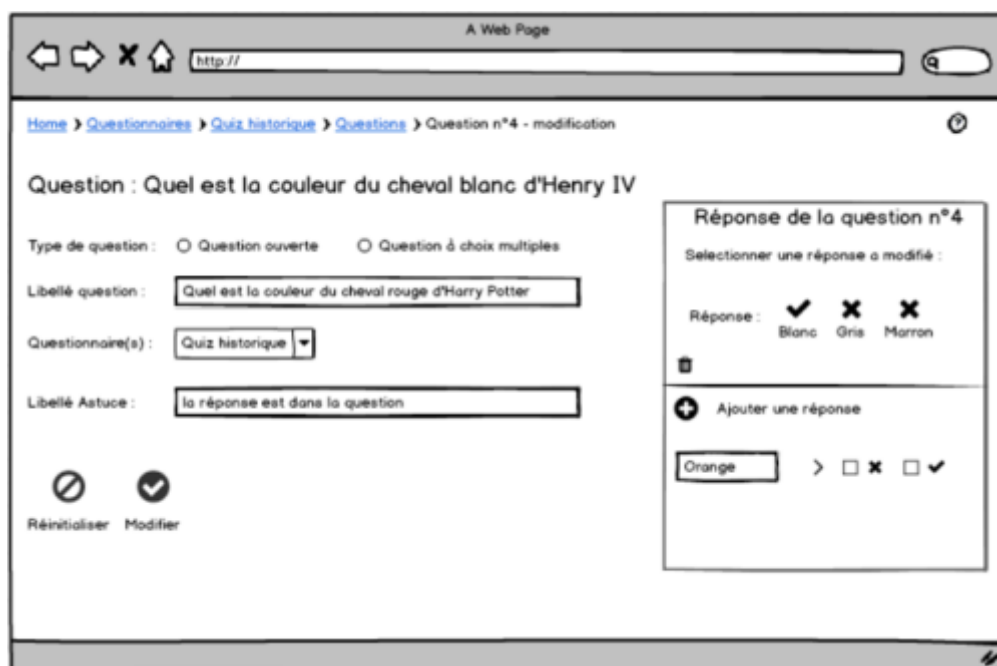 A Web Page
http://
Home > Questionnaires > Quiz historique > Questions > Question n°4 - modification
Question : Quel est la couleur du cheval blanc d'Henry IV
Type de question : Question ouverte Question à choix multiples
Libellé question : Quel est la couleur du cheval rouge d'Harry Potter
Questionnaire(s) : Quiz historique
Libellé Astuce : la réponse est dans la question
Réinitialiser Modifier
Réponse de la question n°4
Selectionner une réponse a modifié :
Réponse : Blanc Gris Marron
Ajouter une réponse
Orange >